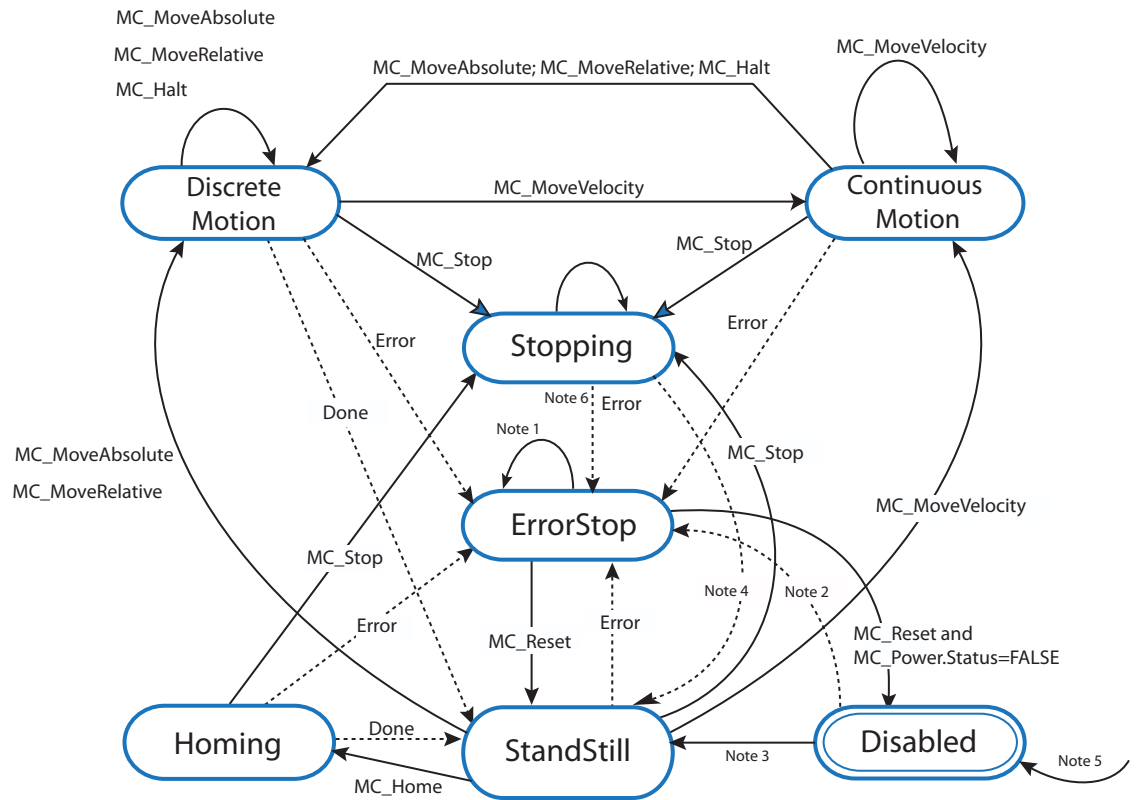 MC_MoveAbsolute
MC_MoveRelative
MC_Halt
MC_MoveAbsolute; MC_MoveRelative; MC_Halt
MC_MoveVelocity
Discrete
Motion
MC_MoveVelocity
Continuous
Motion
MC_Stop
MC_Stop
Stopping
Error
Error
Note 6
Error
Done
Note 1
MC_Stop
MC_MoveAbsolute
MC_MoveRelative
ErrorStop
MC_MoveVelocity
MC_Stop
Note 4
Note 2
Error
MC_Reset
Error
MC_Reset and
MC_Power.Status=FALSE
Homing
Done
StandStill
Note 3
Disabled
Note 5
MC_Home